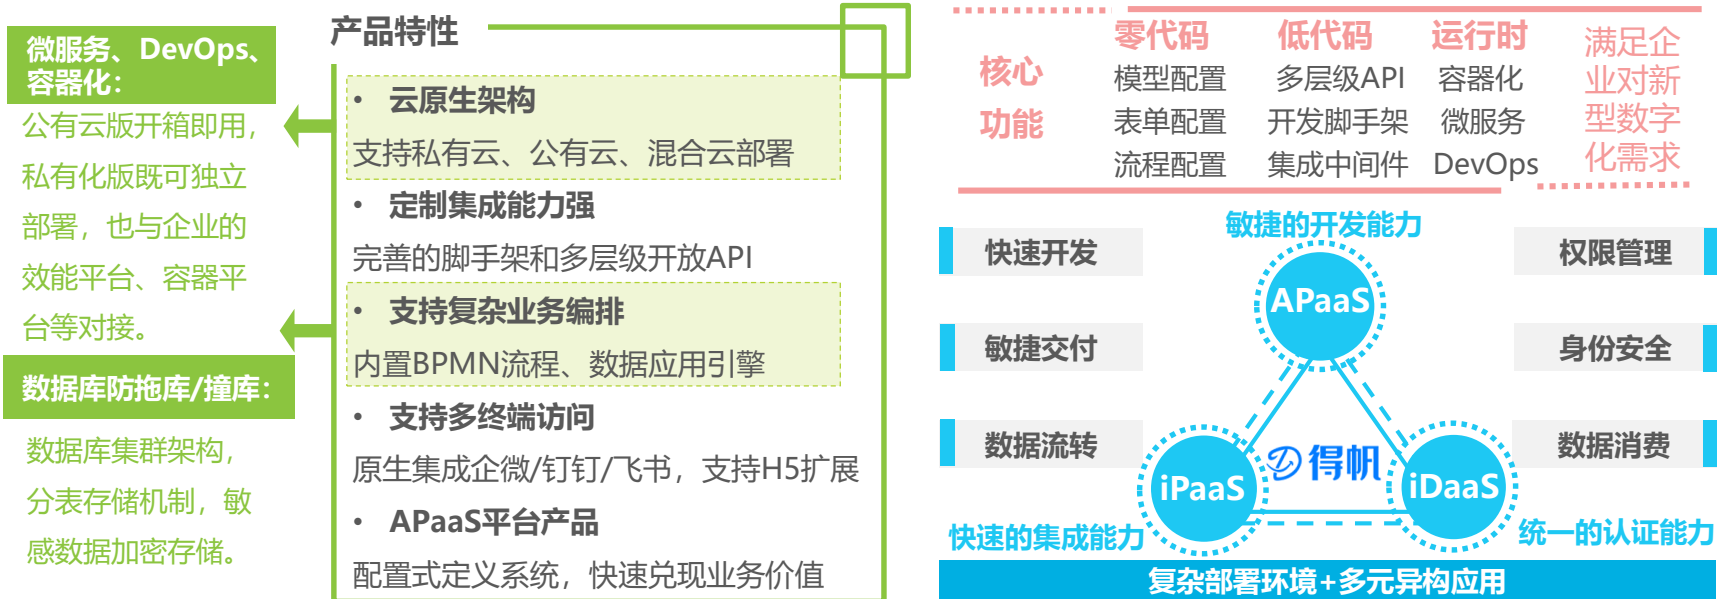 微服务、DevOps、
容器化：
公有云版开箱即用，
私有化版既可独立
部署，也与企业的
效能平台、容器平
台等对接。
数据库防拖库/撞库：
数据库集群架构，
分表存储机制，敏
感数据加密存储。
产品特性
• 云原生架构
支持私有云、公有云、混合云部署
• 定制集成能力强
完善的脚手架和多层级开放API
• 支持复杂业务编排
内置BPMN流程、数据应用引擎
• 支持多终端访问
原生集成企微/钉钉/飞书，支持H5扩展
• APaaS平台产品
配置式定义系统，快速兑现业务价值
核心
功能
零代码
模型配置
表单配置
流程配置
低代码
多层级API
开发脚手架
集成中间件
运行时
容器化
微服务
DevOps
满足企
业对新
型数字
化需求
敏捷的开发能力
快速开发
敏捷交付
数据流转
APaaS
iPaaS
得帆
iDaaS
权限管理
身份安全
数据消费
快速的集成能力
统一的认证能力
复杂部署环境+多元异构应用